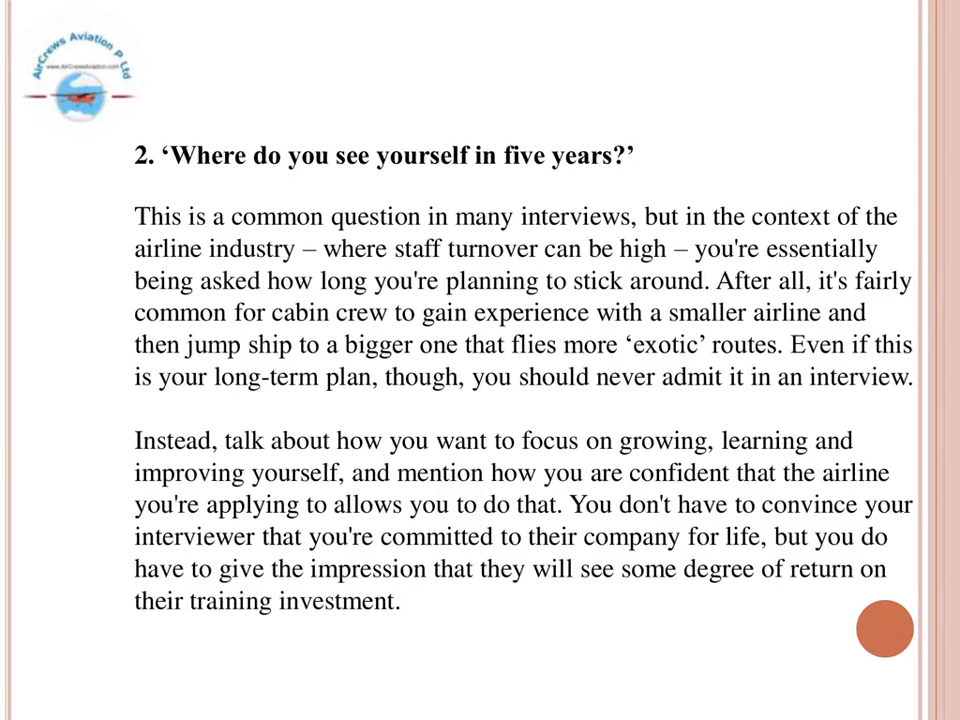 AirCrews Aviation P Ltd
www.AirCrewsAviation.com
2. ‘Where do you see yourself in five years?’
This is a common question in many interviews, but in the context of the
airline industry – where staff turnover can be high – you're essentially
being asked how long you're planning to stick around. After all, it's fairly
common for cabin crew to gain experience with a smaller airline and
then jump ship to a bigger one that flies more ‘exotic’ routes. Even if this
is your long-term plan, though, you should never admit it in an interview.
Instead, talk about how you want to focus on growing, learning and
improving yourself, and mention how you are confident that the airline
you're applying to allows you to do that. You don't have to convince your
interviewer that you're committed to their company for life, but you do
have to give the impression that they will see some degree of return on
their training investment.